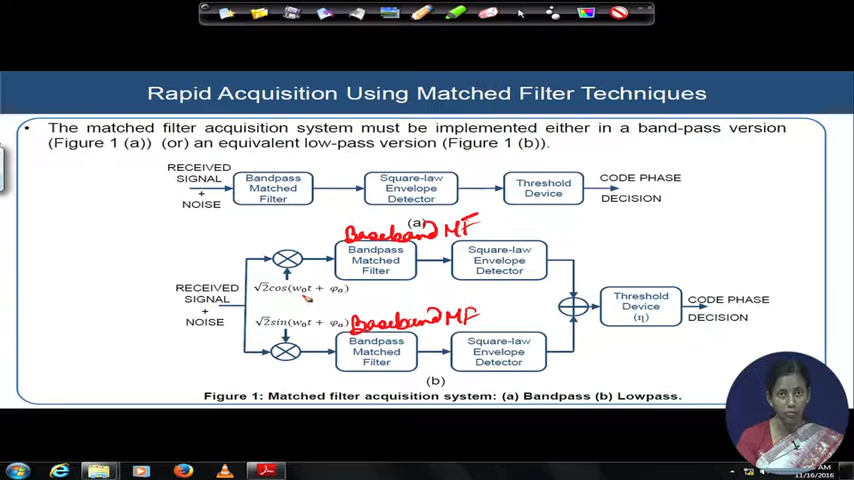 Rapid Acquisition Using Matched Filter Techniques
• The matched filter acquisition system must be implemented either in a band-pass version
(Figure 1 (a)) (or) an equivalent low-pass version (Figure 1 (b)).
RECEIVED
SIGNAL
+
NOISE
Bandpass
Matched
Filter
Square-law
Envelope
Detector
Threshold
Device
CODE PHASE
DECISION
(a)
Baseband MF
RECEIVED
SIGNAL
+
NOISE
√2cos(w₀t + φₐ)
Bandpass
Matched
Filter
Square-law
Envelope
Detector
√2sin(w₀t + φₐ)
Baseband MF
Bandpass
Matched
Filter
Square-law
Envelope
Detector
Threshold
Device
(η)
CODE PHASE
DECISION
(b)
Figure 1: Matched filter acquisition system: (a) Bandpass (b) Lowpass.
11/16/2016